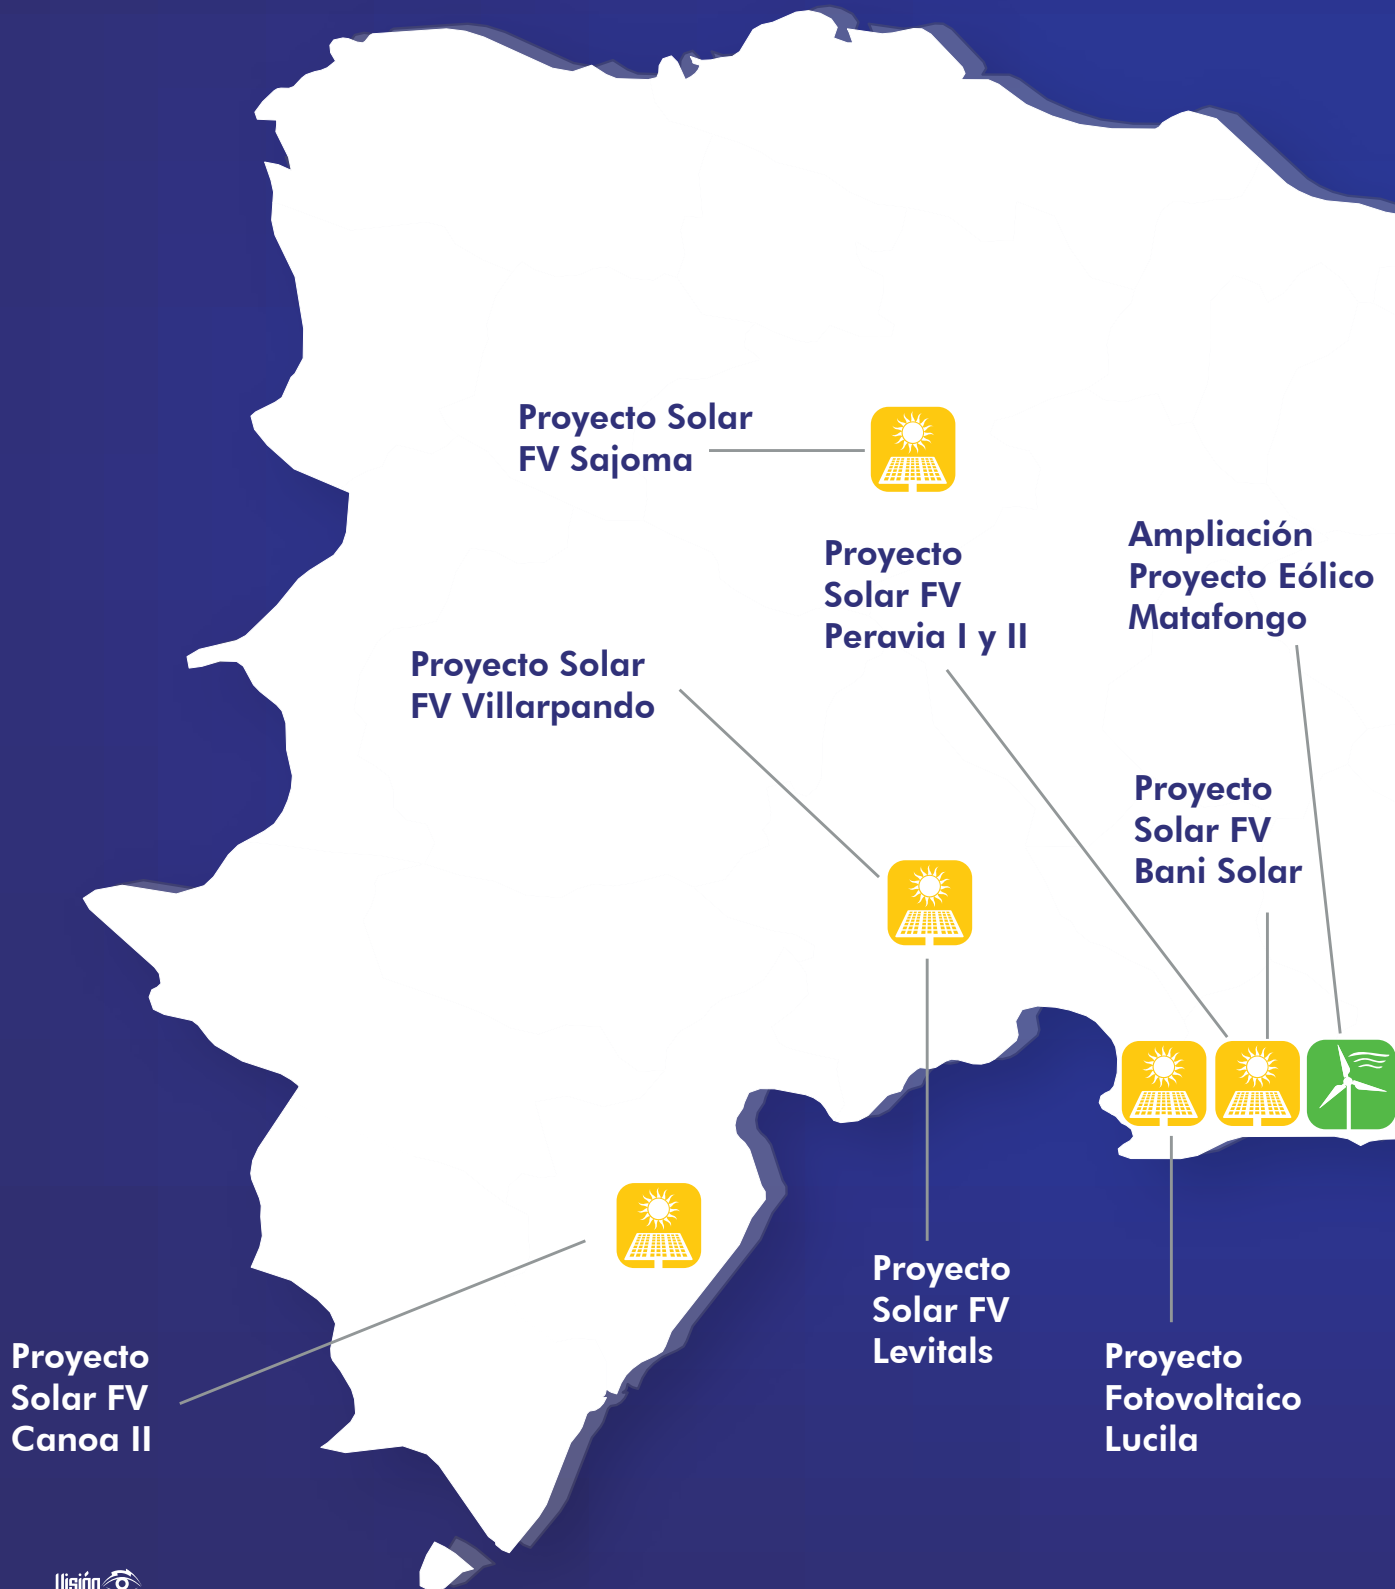 Proyecto Solar
FV Sajoma
Proyecto
Solar FV
Peravia I y II
Ampliación
Proyecto Eólico
Matafongo
Proyecto Solar
FV Villarpando
Proyecto
Solar FV
Bani Solar
Proyecto
Solar FV
Levitals
Proyecto
Fotovoltaico
Lucila
Proyecto
Solar FV
Canoa II
Visión